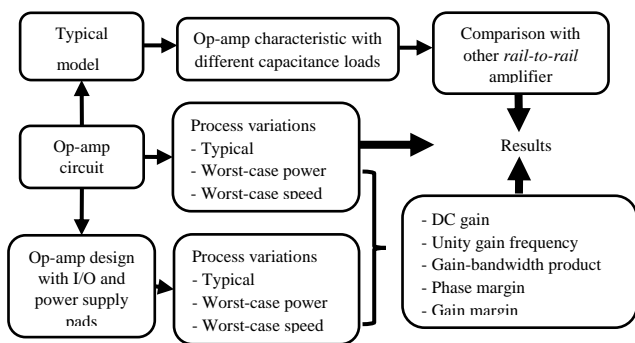 Typical
model
Op-amp characteristic with
different capacitance loads
Comparison with
other rail-to-rail
amplifier
Op-amp
circuit
Process variations
- Typical
- Worst-case power
- Worst-case speed
Results
Op-amp design
with I/O and
power supply
pads
Process variations
- Typical
- Worst-case power
- Worst-case speed
- DC gain
- Unity gain frequency
- Gain-bandwidth product
- Phase margin
- Gain margin